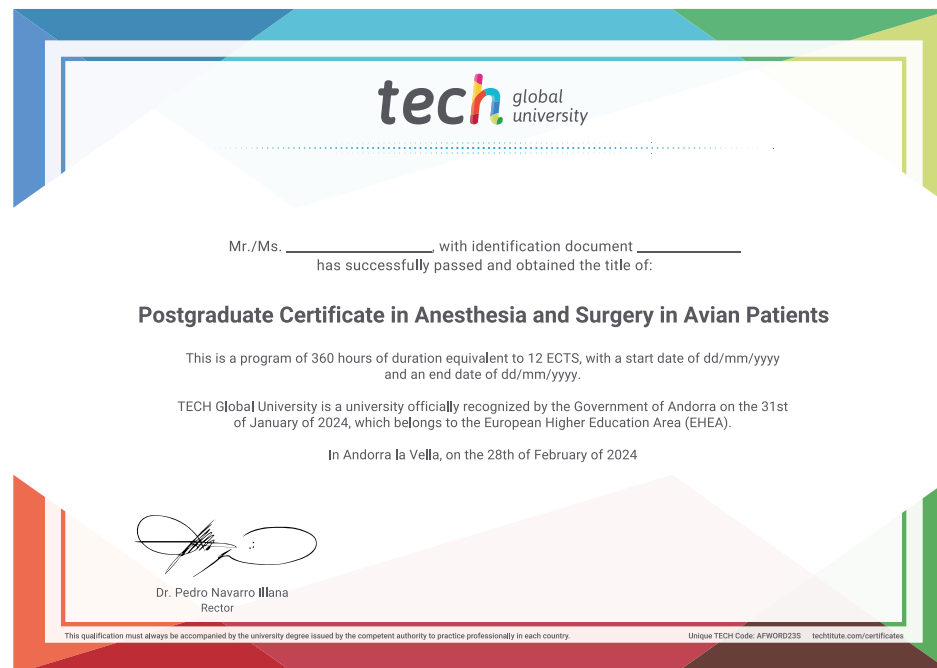 tech global university
Mr./Ms. ________________, with identification document ____________
has successfully passed and obtained the title of:
Postgraduate Certificate in Anesthesia and Surgery in Avian Patients
This is a program of 360 hours of duration equivalent to 12 ECTS, with a start date of dd/mm/yyyy
and an end date of dd/mm/yyyy.
TECH Global University is a university officially recognized by the Government of Andorra on the 31st
of January of 2024, which belongs to the European Higher Education Area (EHEA).
In Andorra la Vella, on the 28th of February of 2024
Dr. Pedro Navarro Illana
Rector
This qualification must always be accompanied by the university degree issued by the competent authority to practice professionally in each country. Unique TECH Code: AFWORD23S techtitute.com/certificates